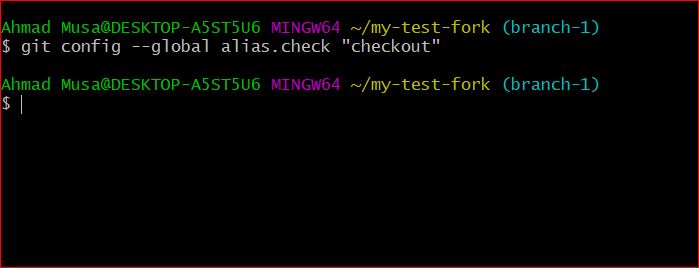 Ahmad Musa@DESKTOP-A5ST5U6 MINGW64 ~/my-test-fork (branch-1)
$ git config --global alias.check "checkout"
Ahmad Musa@DESKTOP-A5ST5U6 MINGW64 ~/my-test-fork (branch-1)
$